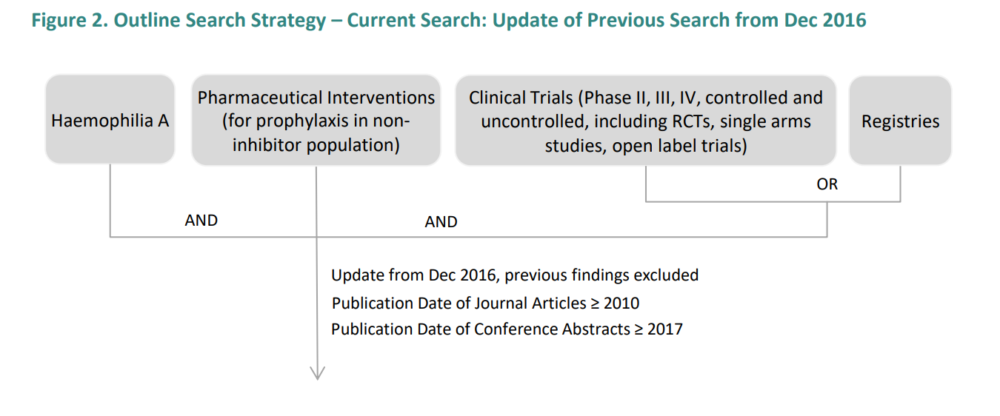 Figure 2. Outline Search Strategy – Current Search: Update of Previous Search from Dec 2016
Haemophilia A
Pharmaceutical Interventions
(for prophylaxis in non-
inhibitor population)
Clinical Trials (Phase II, III, IV, controlled and
uncontrolled, including RCTs, single arms
studies, open label trials)
Registries
OR
AND
AND
Update from Dec 2016, previous findings excluded
Publication Date of Journal Articles ≥ 2010
Publication Date of Conference Abstracts ≥ 2017